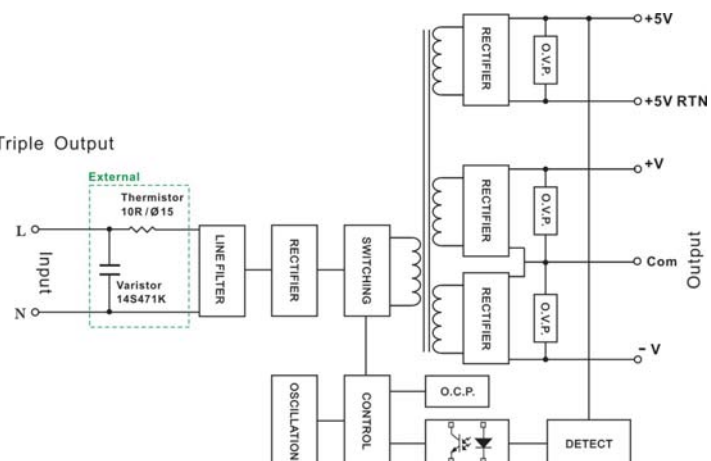 Triple Output
External
Thermistor
10R/Ø15
L
Input
N
Varistor
14S471K
LINE FILTER
RECTIFIER
SWITCHING
RECTIFIER
O.V.P.
+5V
+5V RTN
RECTIFIER
O.V.P.
+V
Com
Output
RECTIFIER
O.V.P.
- V
OSCILLATION
CONTROL
O.C.P.
DETECT